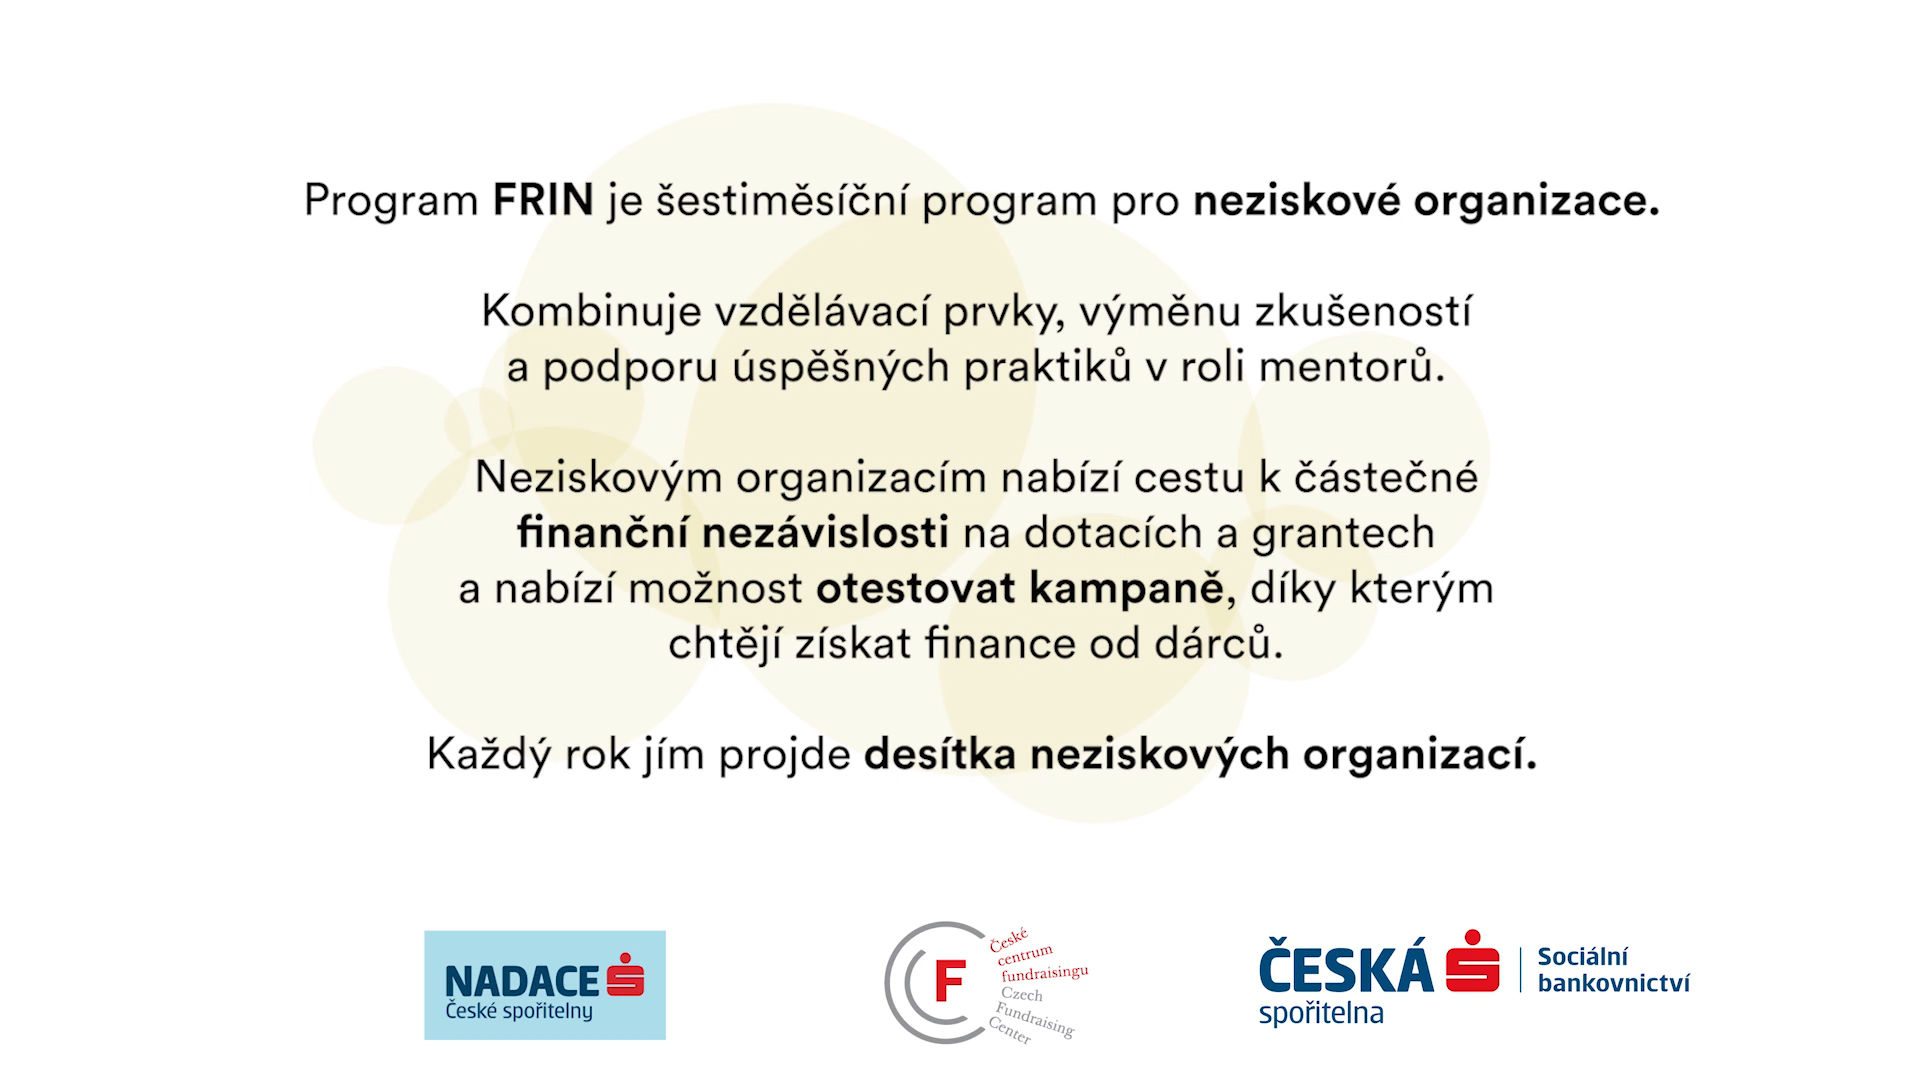 Program FRIN je šestiměsíční program pro neziskové organizace.
Kombinuje vzdělávací prvky, výměnu zkušeností
a podporu úspěšných praktiků v roli mentorů.
Neziskovým organizacím nabízí cestu k částečné
finanční nezávislosti na dotacích a grantech
a nabízí možnost otestovat kampaně, díky kterým
chtějí získat finance od dárců.
Každý rok jím projde desítka neziskových organizací.
NADACE
České spořitelny
F
České
centrum
fundraisingu
Czech
Fundraising
Center
ČESKÁ
spořitelna
Sociální
bankovnictví